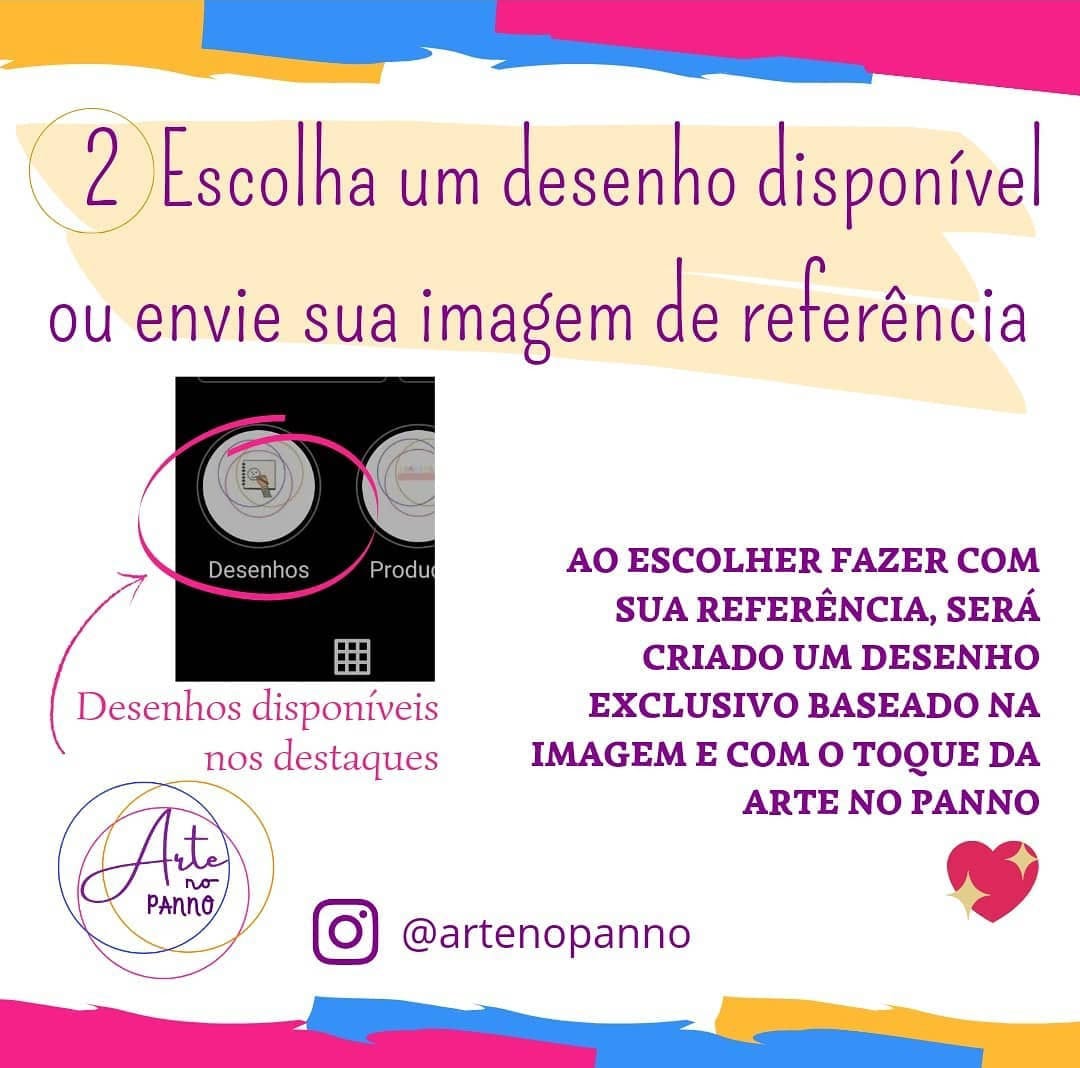 2 Escolha um desenho disponível
ou envie sua imagem de referência
Desenhos
Produc
Desenhos disponíveis
nos destaques
AO ESCOLHER FAZER COM
SUA REFERÊNCIA, SERÁ
CRIADO UM DESENHO
EXCLUSIVO BASEADO NA
IMAGEM E COM O TOQUE DA
ARTE NO PANNO
Arte
no
PANNO
@artenopanno